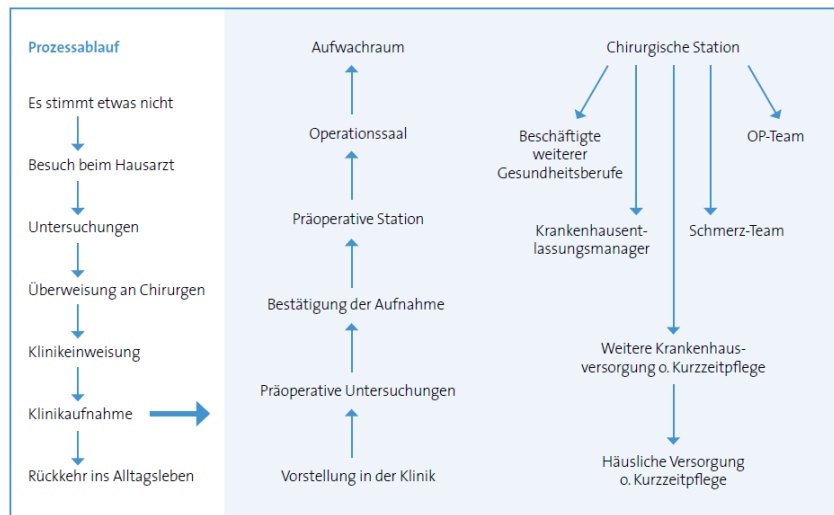 Prozessablauf
Es stimmt etwas nicht
Besuch beim Hausarzt
Untersuchungen
Überweisung an Chirurgen
Klinikeinweisung
Klinikaufnahme
Rückkehr ins Alltagsleben
Aufwachraum
Operationssaal
Präoperative Station
Bestätigung der Aufnahme
Präoperative Untersuchungen
Vorstellung in der Klinik
Chirurgische Station
Beschäftigte
weiterer
Gesundheitsberufe
OP-Team
Krankenhausent-
lassungsmanager
Schmerz-Team
Weitere Krankenhaus-
versorgung o. Kurzzeitpflege
Häusliche Versorgung
o. Kurzzeitpflege